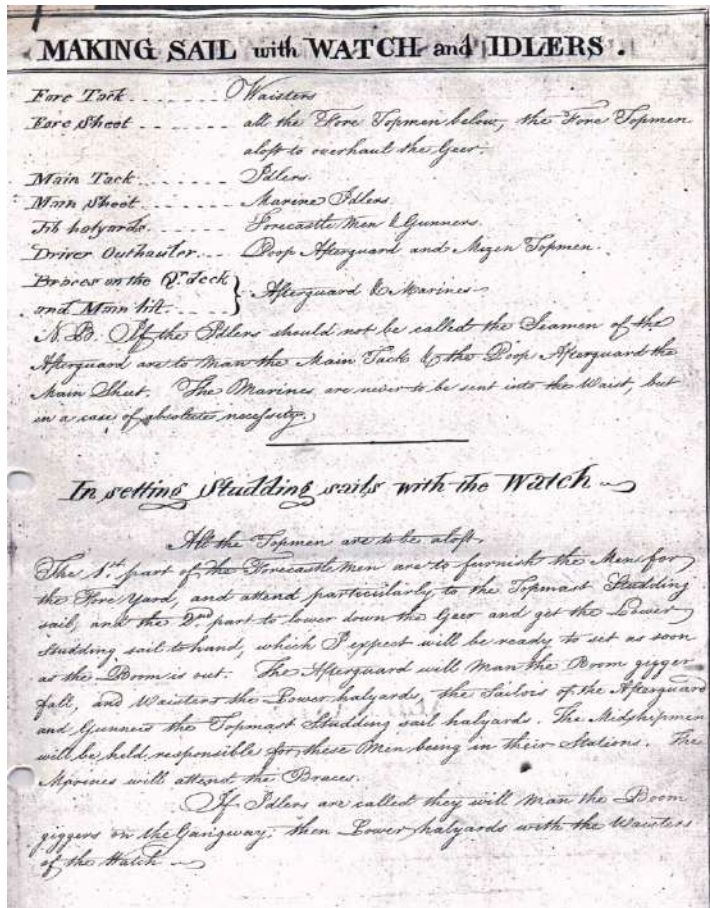 MAKING SAIL with WATCH and IDLERS.
Fore Tack........ Waisters
Fore Sheet ........ all the Fore Topmen below, the Fore Topmen
aloft to overhaul the Geer.
Main Tack........ Idlers.
Main Sheet........ Marine Idlers.
Jib halyards........ Forecastle Men & Gunners.
Driver Outhauler... Poop Afterguard and Mizen Topmen.
Braces on the Qr. deck
and Main lift.... } Afterguard & Marines
N.B. If the Idlers should not be called the Seamen of the
Afterguard are to man the Main Tack & the Poop Afterguard the
Main Sheet. The Marines are never to be sent into the Waist, but
in a case of absolute necessity
In setting Studding sails with the Watch
All the Topmen are to be aloft.
The 1st. part of the Forecastle men are to furnish the Men for
the Fore Yard, and attend particularly to the Topmast Studding
sail, and the 2nd part to lower down the Geer and get the Lower
Studding sail to hand, which I expect will be ready to set as soon
as the Boom is out. The Afterguard will Man the Boom gigger
fall, and Waisters the Lower halyards, the Sailors of the Afterguard
and Gunners the Topmast Studding sail halyards. The Midshipmen
will be held responsible for these Men being in their Stations. The
Marines will attend the Braces.
If Idlers are called they will Man the Boom
giggers on the Gangway; then Lower halyards with the Waisters
of the Watch